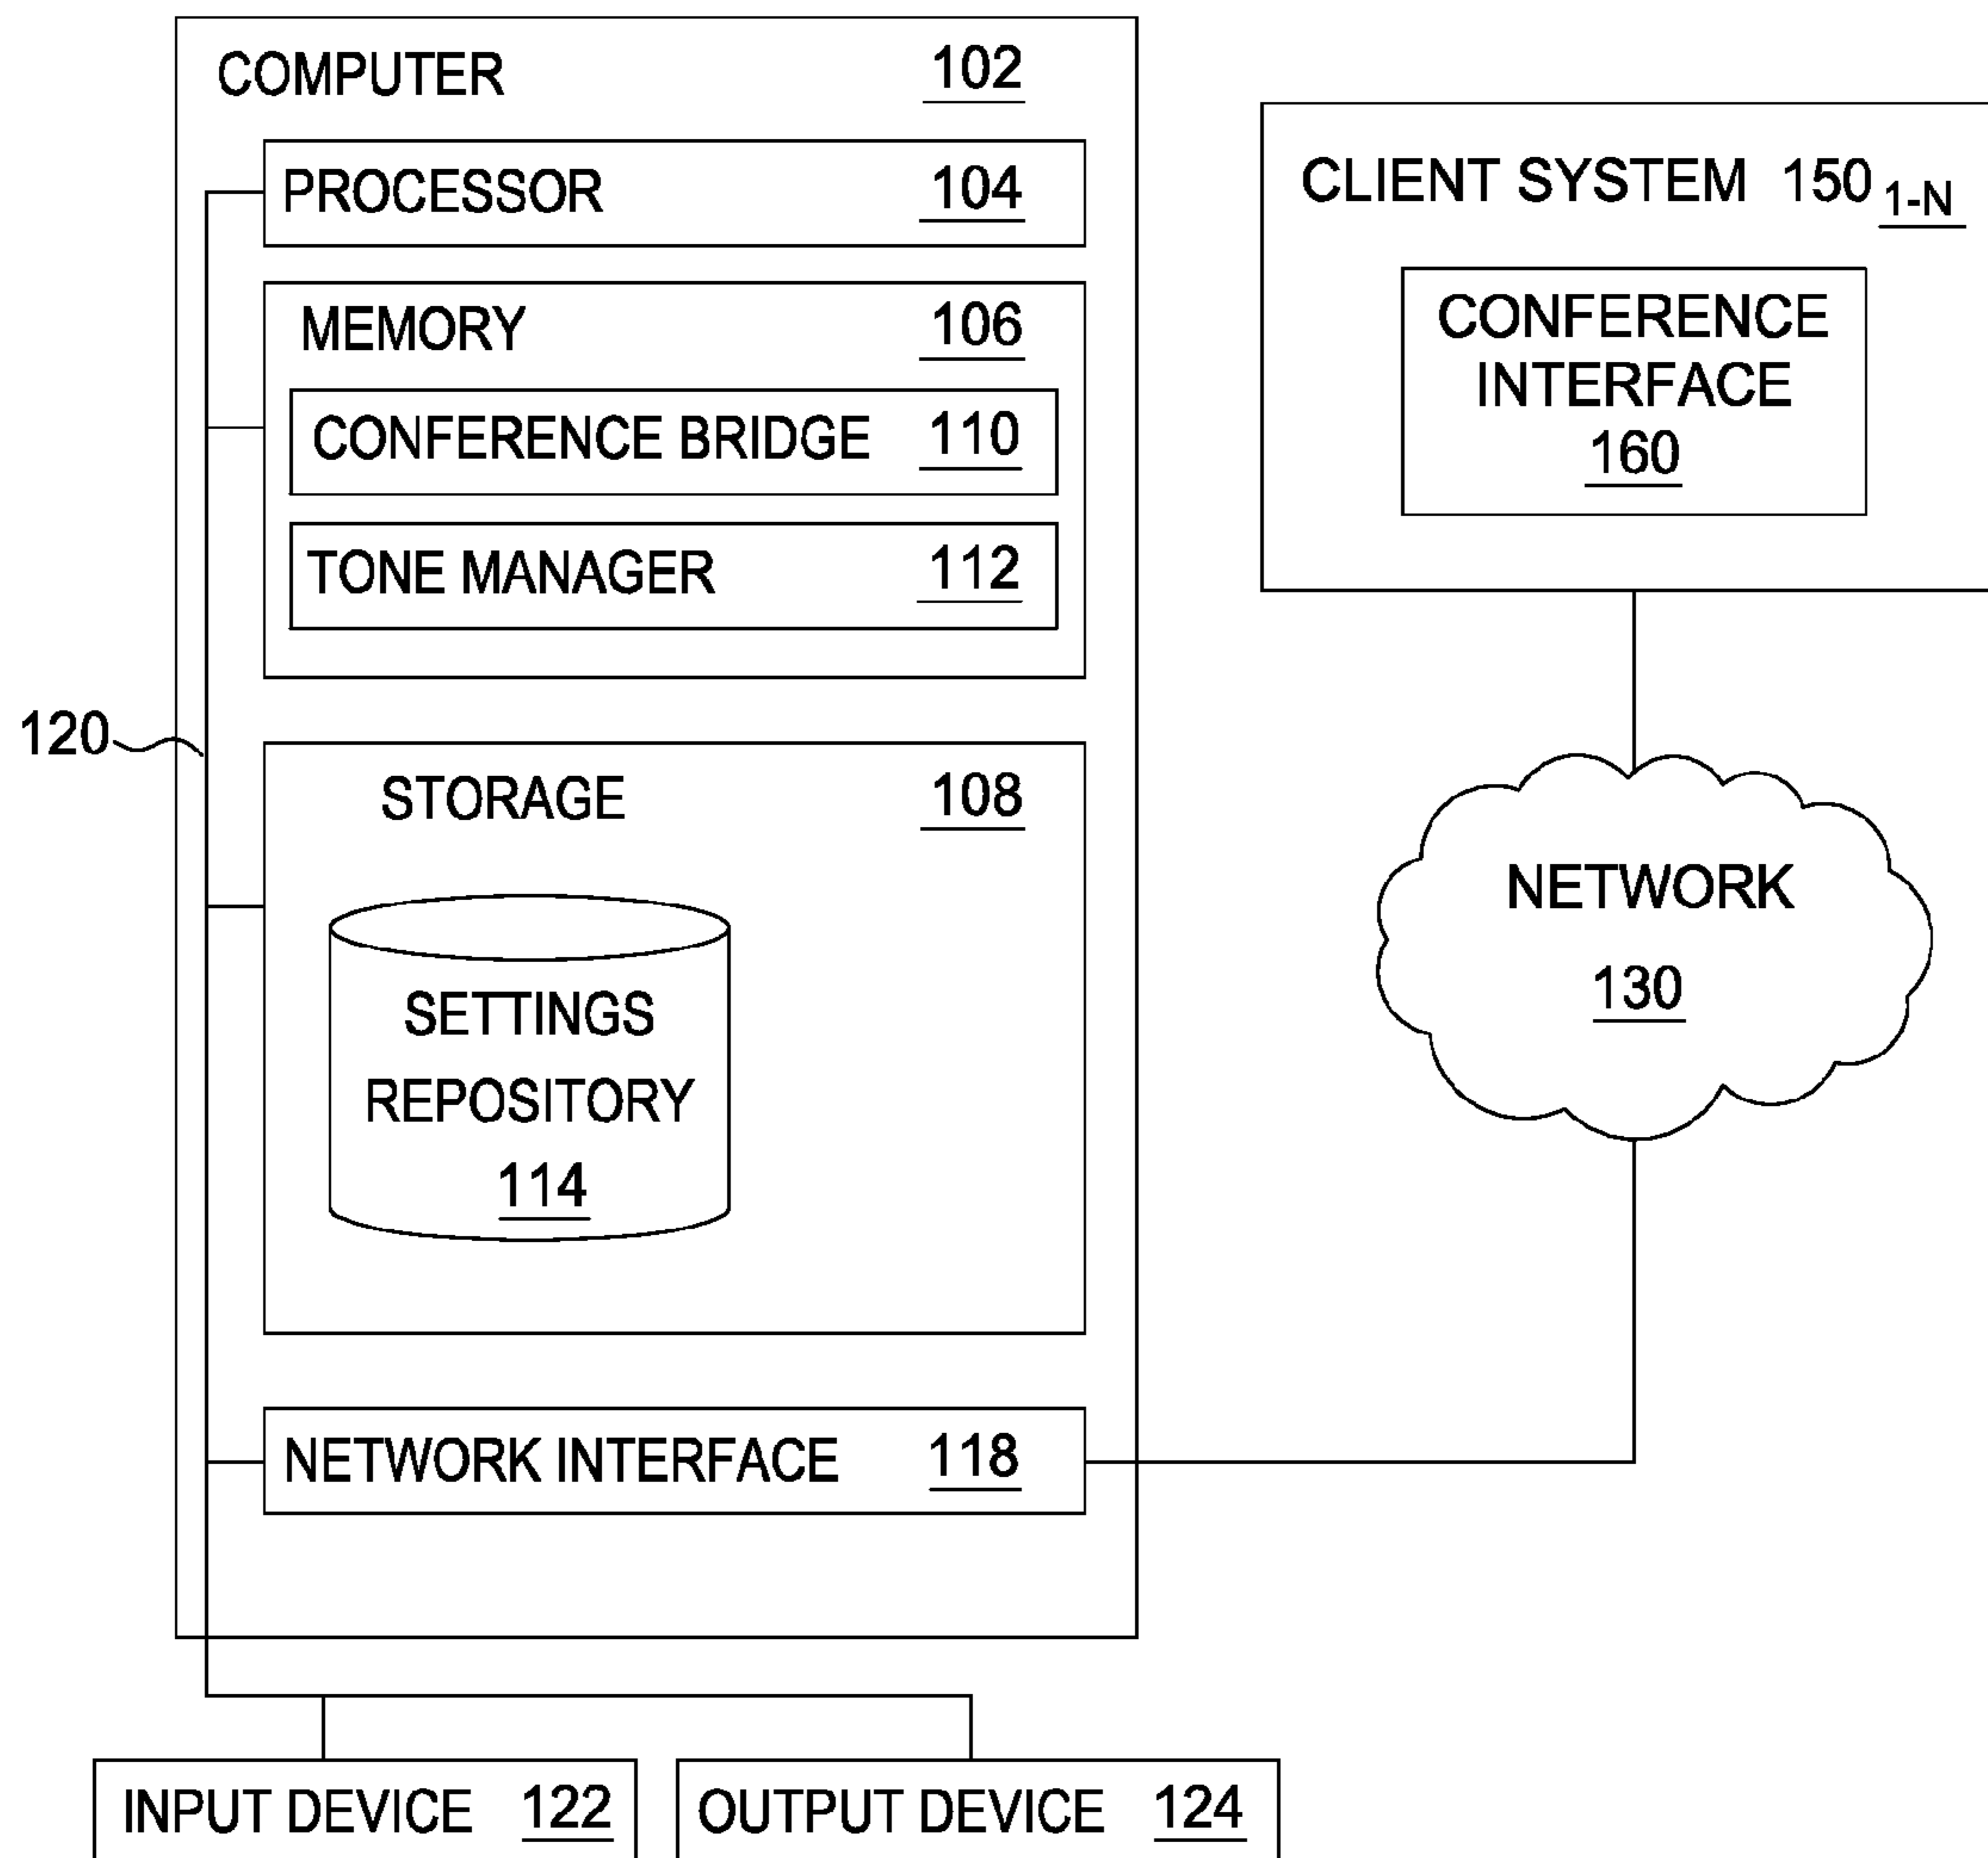 COMPUTER 102
PROCESSOR 104
MEMORY 106
CONFERENCE BRIDGE 110
TONE MANAGER 112
120
STORAGE 108
SETTINGS
REPOSITORY
114
NETWORK INTERFACE 118
INPUT DEVICE 122
OUTPUT DEVICE 124
CLIENT SYSTEM 150 1-N
CONFERENCE
INTERFACE
160
NETWORK
130